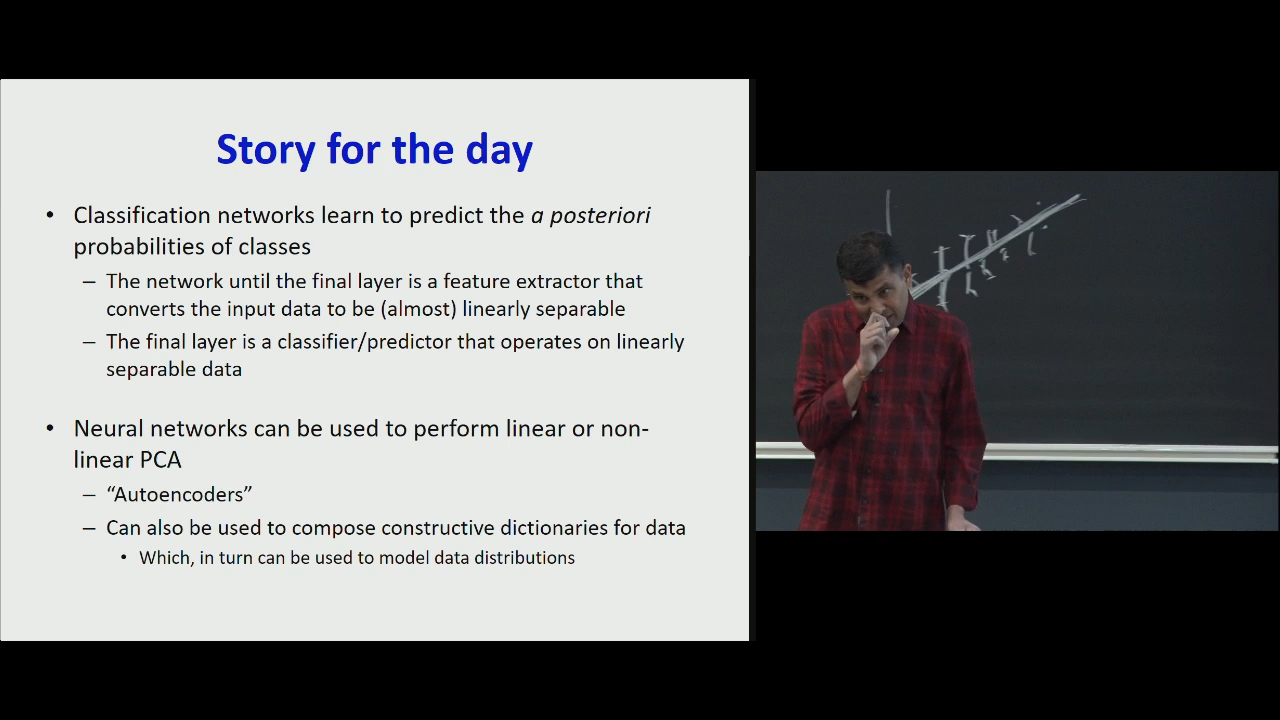 Story for the day
• Classification networks learn to predict the a posteriori
probabilities of classes
– The network until the final layer is a feature extractor that
converts the input data to be (almost) linearly separable
– The final layer is a classifier/predictor that operates on linearly
separable data
• Neural networks can be used to perform linear or non-
linear PCA
– “Autoencoders”
– Can also be used to compose constructive dictionaries for data
• Which, in turn can be used to model data distributions